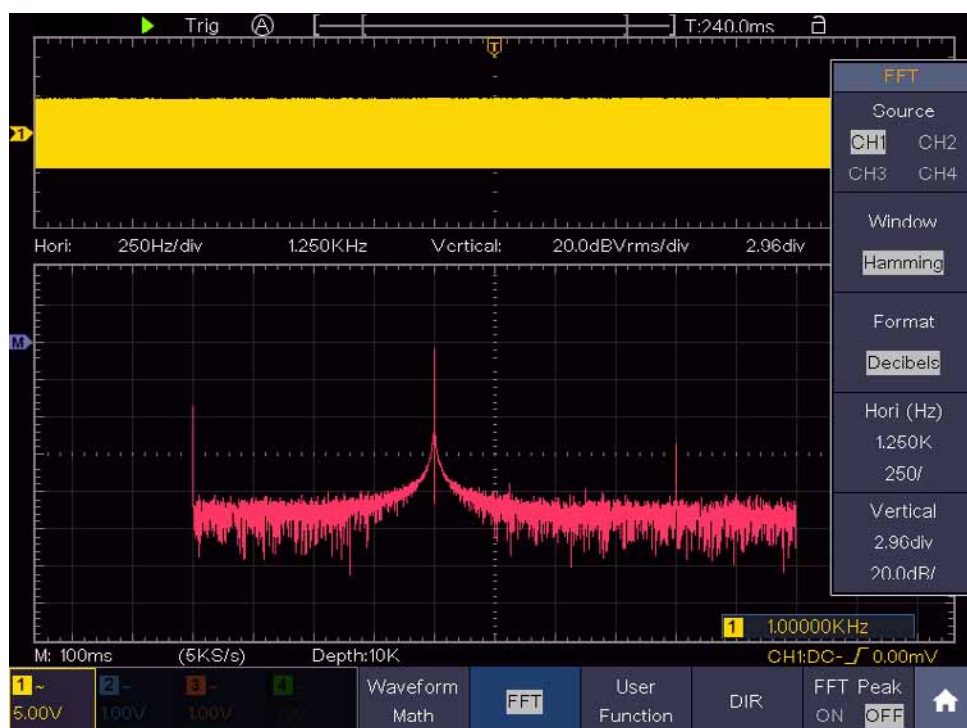 Trig A T:240.0ms
T
FFT
Source
CH1 CH2
CH3 CH4
1
Window
Hamming
Hori: 250Hz/div 1.250KHz Vertical: 20.0dBVrms/div 2.96div
Format
Decibels
M
Hori (Hz)
1.250K
250/
Vertical
2.96div
20.0dB/
1 1.00000KHz
M: 100ms (5KS/s) Depth:10K CH1:DC- 0.00mV
1 ~ 2 ~ 3 ~ 4 ~
5.00V 1.00V 1.00V
Waveform Math
FFT
User Function
DIR
FFT Peak
ON OFF